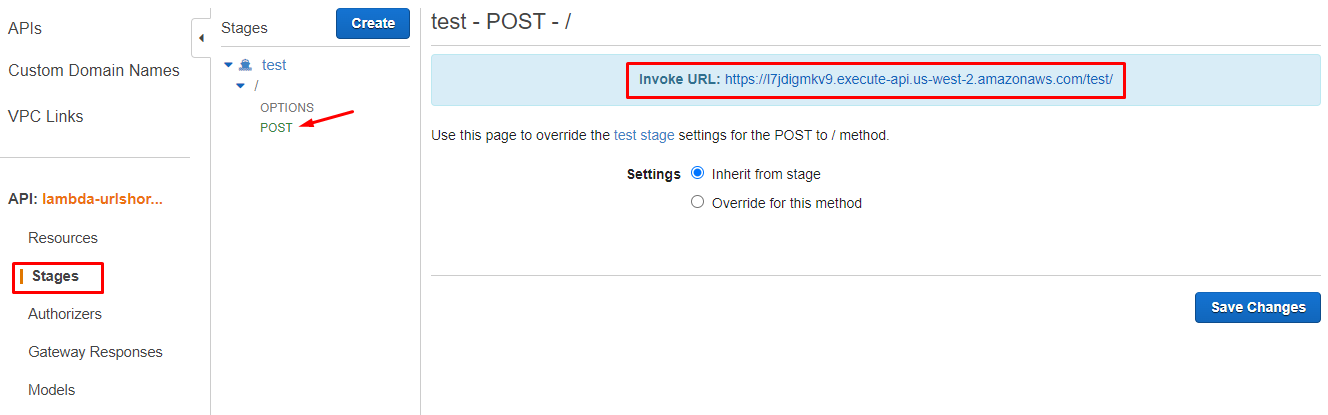 APIs
Custom Domain Names
VPC Links
API: lambda-urlshor...
Resources
Stages
Authorizers
Gateway Responses
Models
Stages
Create
test
/
OPTIONS
POST
test - POST - /
Invoke URL: https://l7jdigmkv9.execute-api.us-west-2.amazonaws.com/test/
Use this page to override the test stage settings for the POST to / method.
Settings
Inherit from stage
Override for this method
Save Changes